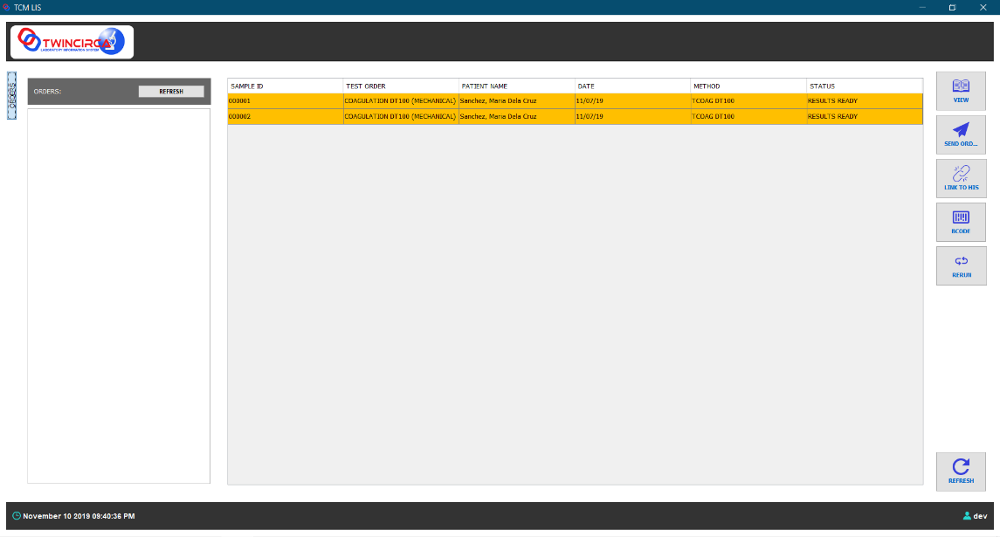 TCM LIS
TWINCIRCA
LABORATORY INFORMATION SYSTEM
ORDERS
ORDERS: REFRESH
SAMPLE ID TEST ORDER PATIENT NAME DATE METHOD STATUS
000001 COAGULATION DT100 (MECHANICAL) Sanchez, Maria Dela Cruz 11/07/19 TCOAG DT100 RESULTS READY
000002 COAGULATION DT100 (MECHANICAL) Sanchez, Maria Dela Cruz 11/07/19 TCOAG DT100 RESULTS READY
VIEW
SEND ORD...
LINK TO HIS
BCODE
RERUN
REFRESH
November 10 2019 09:40:36 PM dev